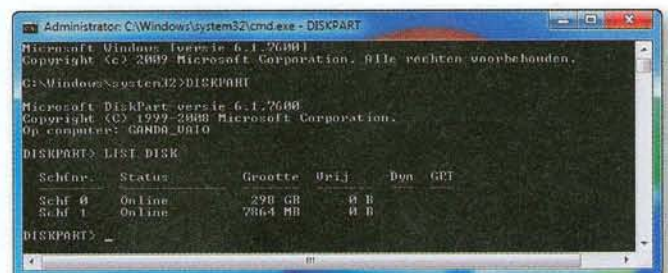 Administrator: C:\Windows\system32\cmd.exe - DISKPART
Microsoft Windows [versie 6.1.7600]
Copyright (c) 2009 Microsoft Corporation. Alle rechten voorbehouden.
C:\Windows\system32>DISKPART
Microsoft DiskPart versie 6.1.7600
Copyright (C) 1999-2008 Microsoft Corporation.
Op computer: GANDA_VAIO
DISKPART> LIST DISK
Schfnr. Status Grootte Vrij Dyn GPT
Schf 0 Online 298 GB 0 B
Schf 1 Online 7864 MB 0 B
DISKPART> _